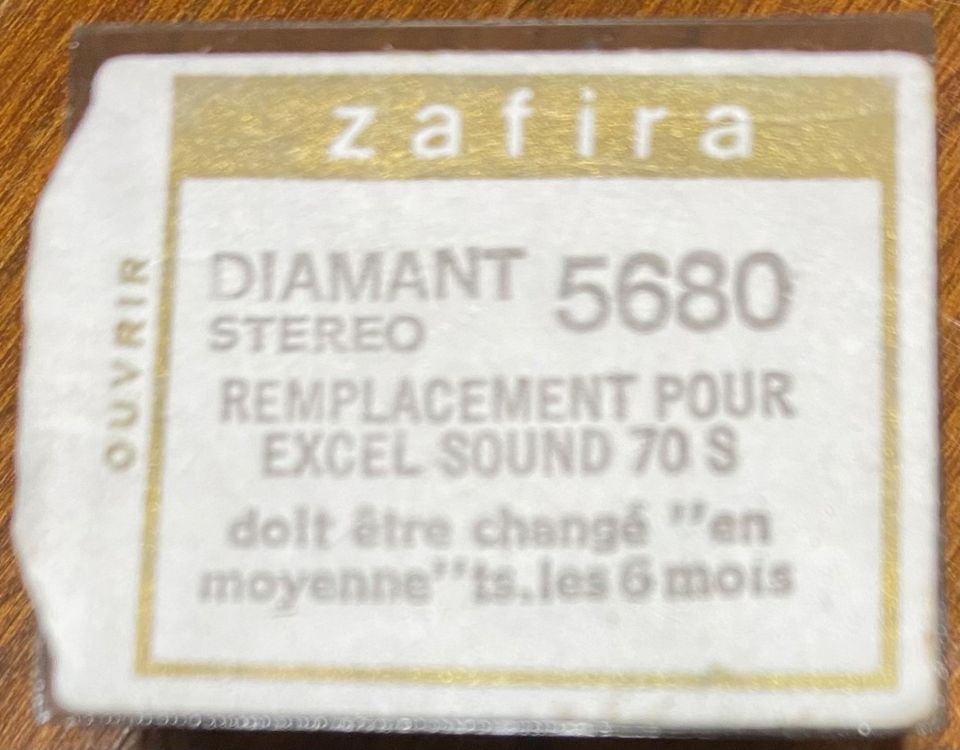 zafira
OUVRIR
DIAMANT 5680
STEREO
REMPLACEMENT POUR
EXCEL SOUND 70 S
doit être changé "en
moyenne" ts.les 6 mois